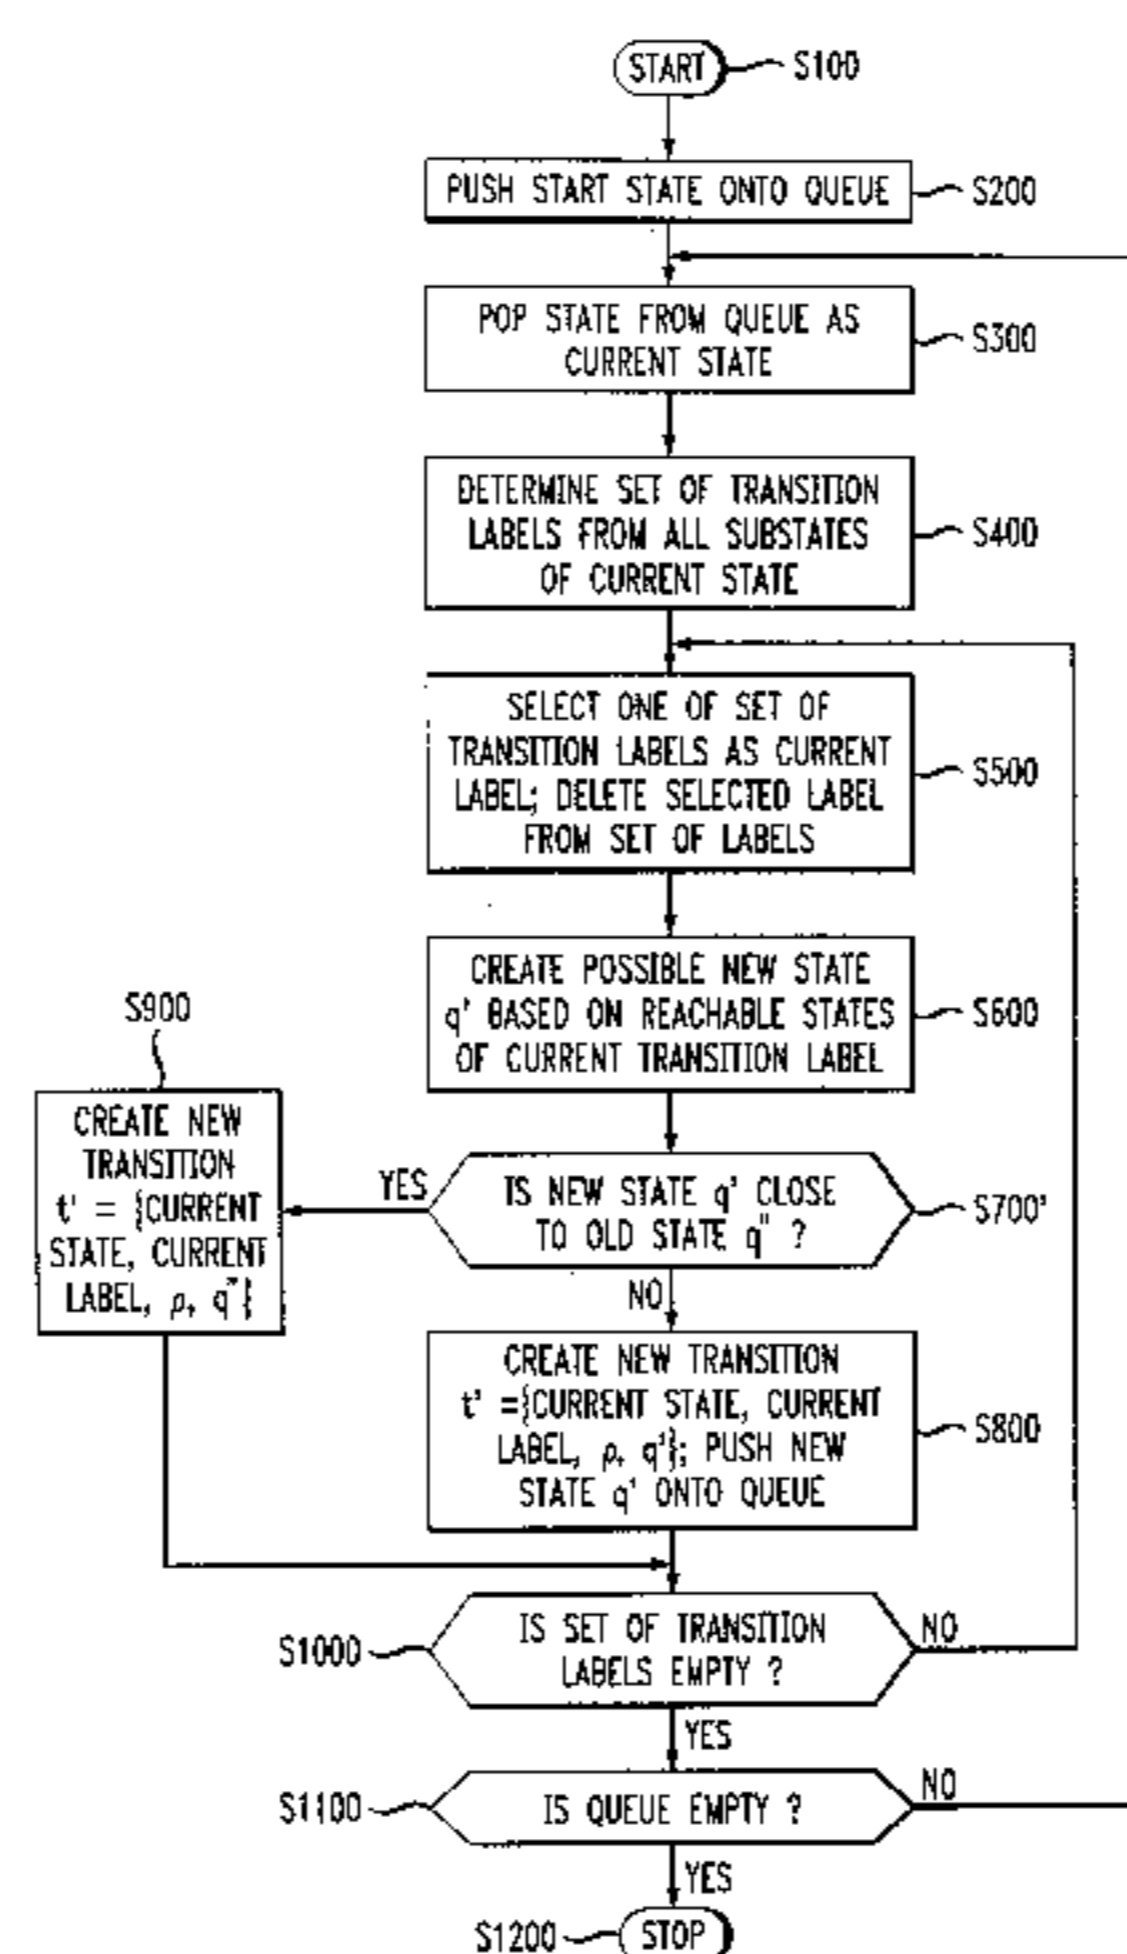 START
S100
PUSH START STATE ONTO QUEUE
S200
POP STATE FROM QUEUE AS
CURRENT STATE
S300
DETERMINE SET OF TRANSITION
LABELS FROM ALL SUBSTATES
OF CURRENT STATE
S400
SELECT ONE OF SET OF
TRANSITION LABELS AS CURRENT
LABEL; DELETE SELECTED LABEL
FROM SET OF LABELS
S500
CREATE POSSIBLE NEW STATE
q' BASED ON REACHABLE STATES
OF CURRENT TRANSITION LABEL
S600
S900
CREATE NEW
TRANSITION
t' = {CURRENT
STATE, CURRENT
LABEL, ρ, q"}
YES
IS NEW STATE q' CLOSE
TO OLD STATE q" ?
S700'
NO
CREATE NEW TRANSITION
t' ={CURRENT STATE, CURRENT
LABEL, ρ, q'}; PUSH NEW
STATE q' ONTO QUEUE
S800
S1000
IS SET OF TRANSITION
LABELS EMPTY ?
NO
YES
S1100
IS QUEUE EMPTY ?
NO
YES
S1200
STOP